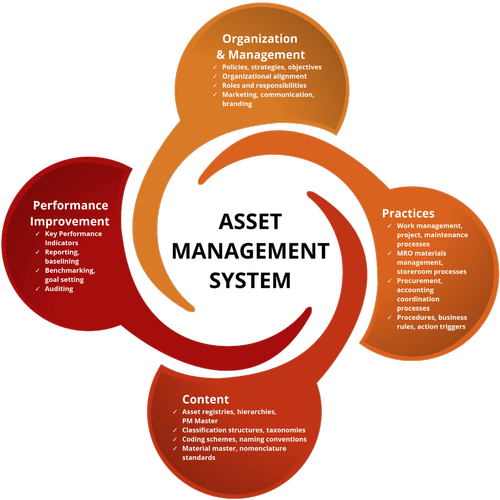 Organization
& Management
✓ Policies, strategies, objectives
✓ Organizational alignment
✓ Roles and responsibilities
✓ Marketing, communication,
branding
Performance
Improvement
✓ Key Performance
Indicators
✓ Reporting,
baselining
✓ Benchmarking,
goal setting
✓ Auditing
ASSET
MANAGEMENT
SYSTEM
Practices
✓ Work management,
project, maintenance
processes
✓ MRO materials
management,
storeroom processes
✓ Procurement,
accounting
coordination
processes
✓ Procedures, business
rules, action triggers
Content
✓ Asset registries, hierarchies,
PM Master
✓ Classification structures, taxonomies
✓ Coding schemes, naming conventions
✓ Material master, nomenclature
standards